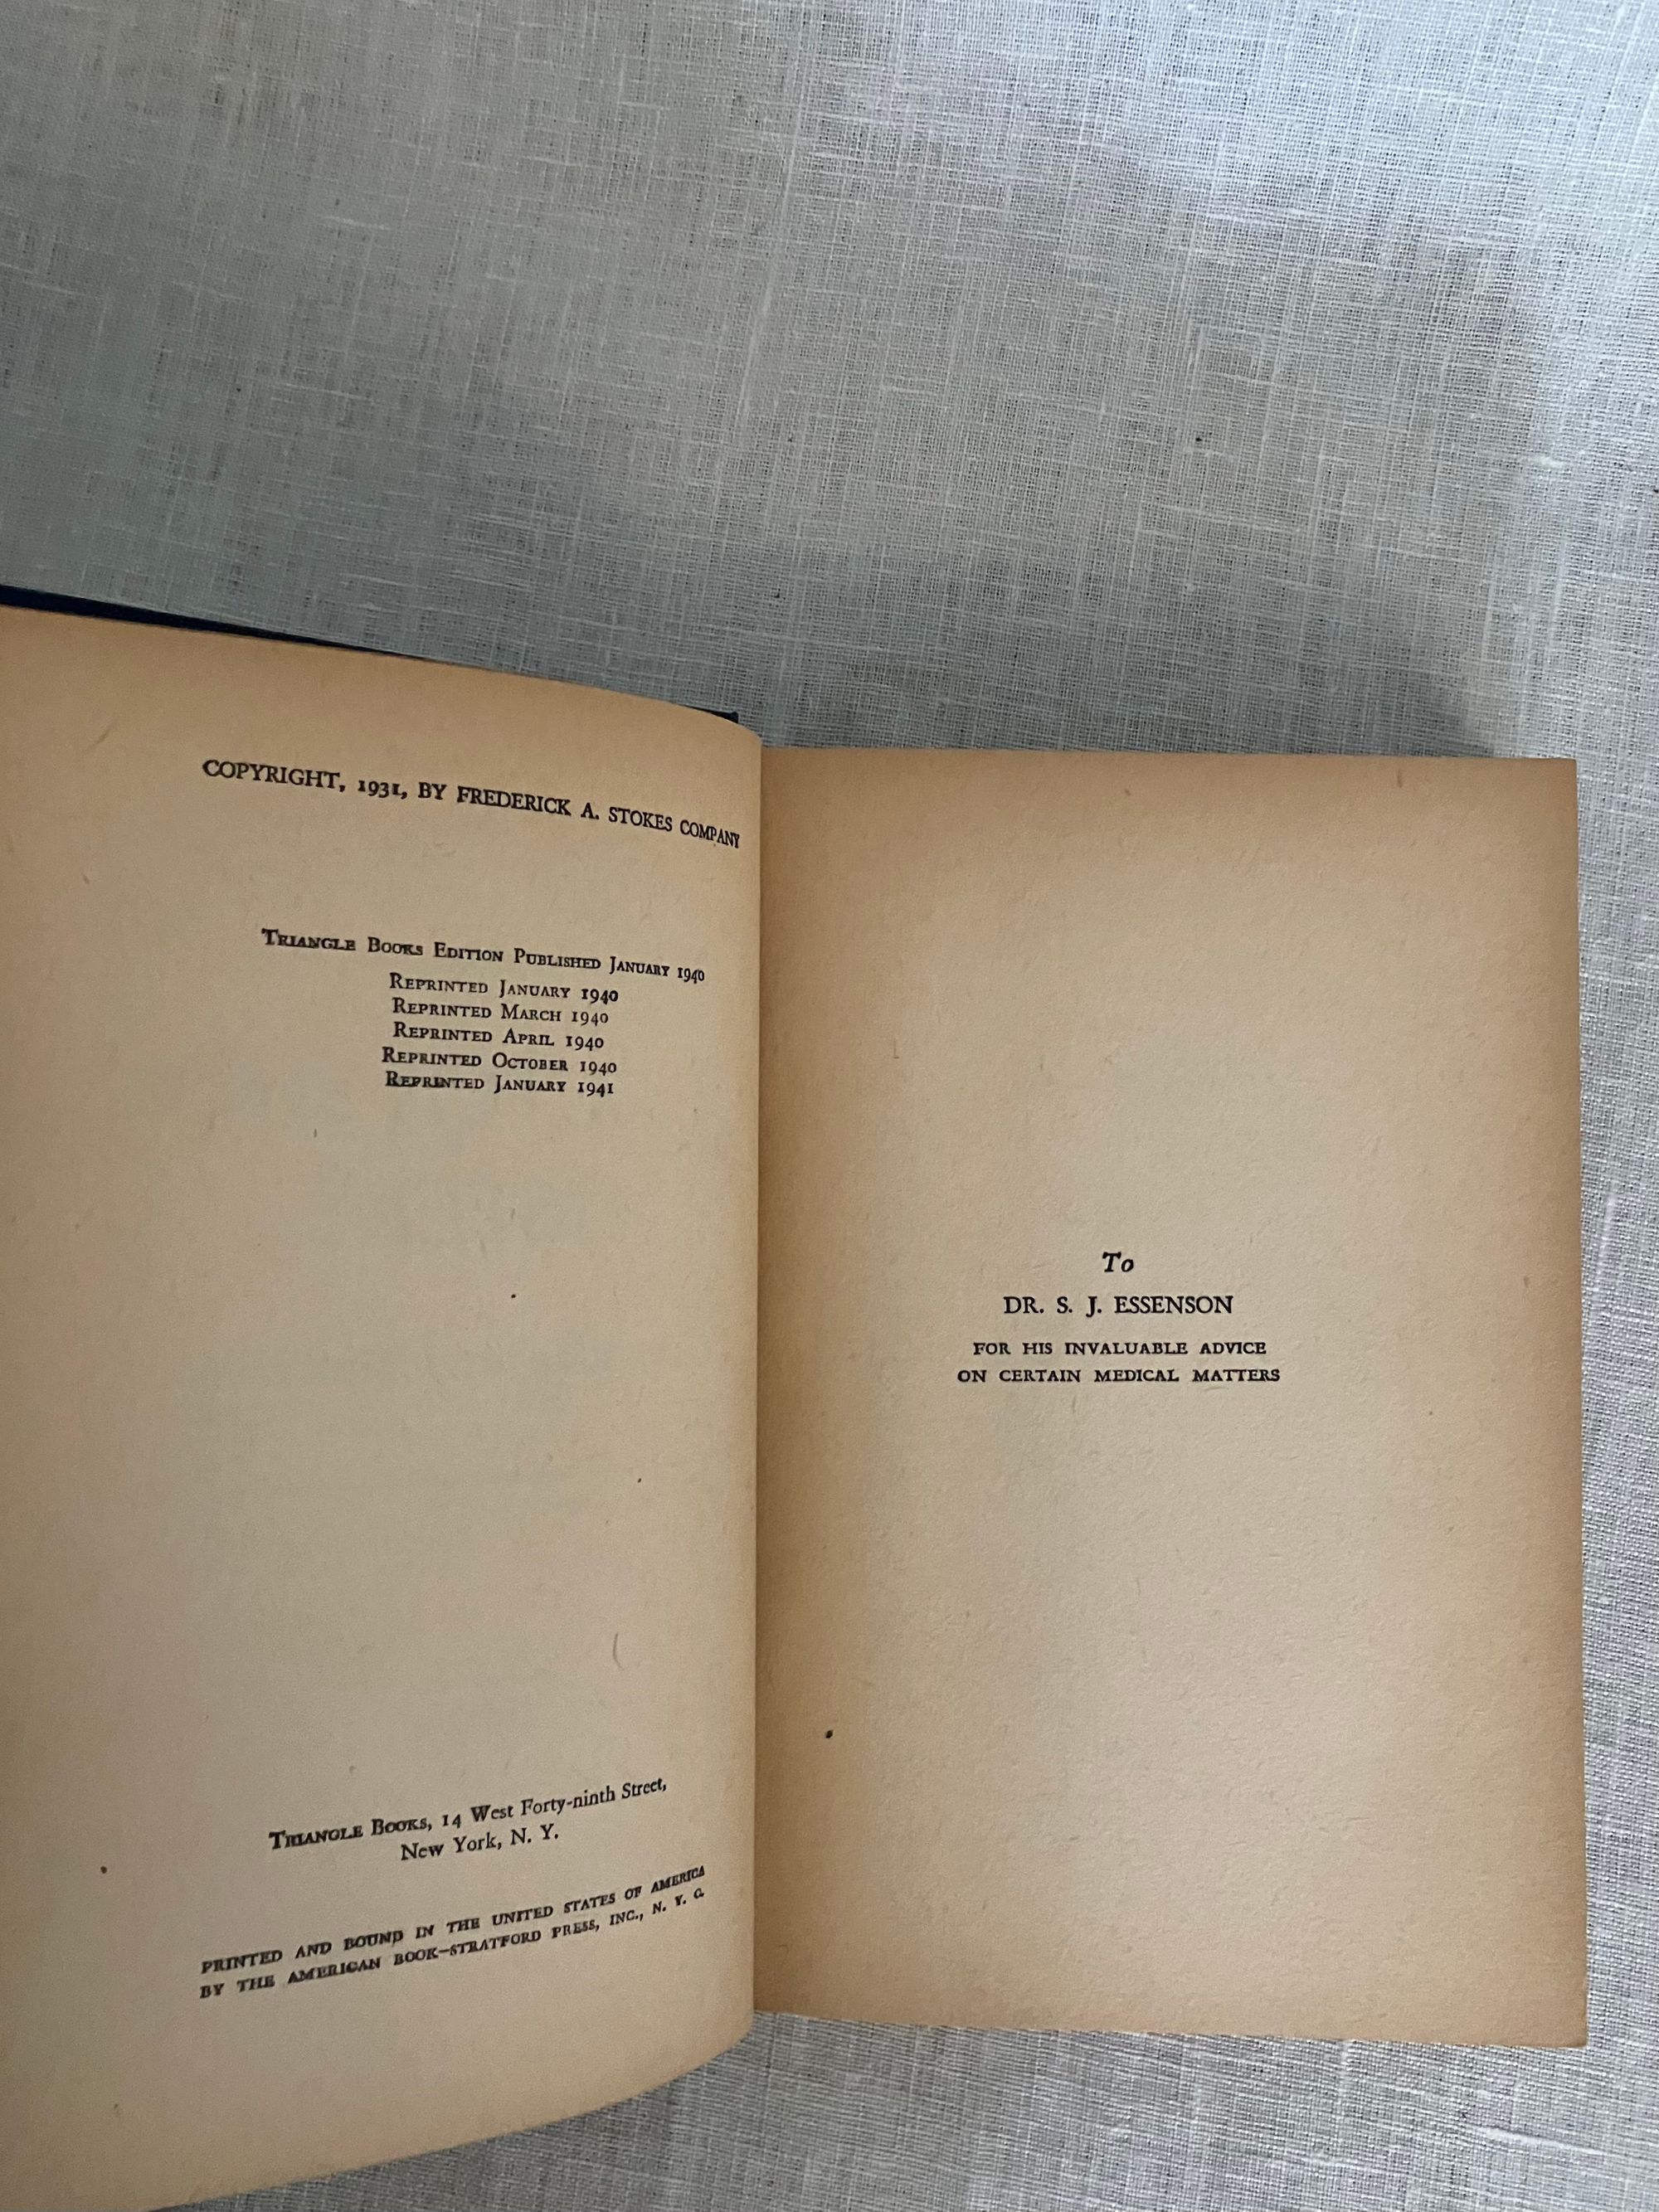 COPYRIGHT, 1931, BY FREDERICK A. STOKES COMPANY
TRIANGLE BOOKS EDITION PUBLISHED JANUARY 1940
REPRINTED JANUARY 1940
REPRINTED MARCH 1940
REPRINTED APRIL 1940
REPRINTED OCTOBER 1940
REPRINTED JANUARY 1941
TRIANGLE BOOKS, 14 West Forty-ninth Street,
New York, N. Y.
PRINTED AND BOUND IN THE UNITED STATES OF AMERICA
BY THE AMERICAN BOOK—STRATFORD PRESS, INC., N. Y. C.
To
DR. S. J. ESSENSON
FOR HIS INVALUABLE ADVICE
ON CERTAIN MEDICAL MATTERS